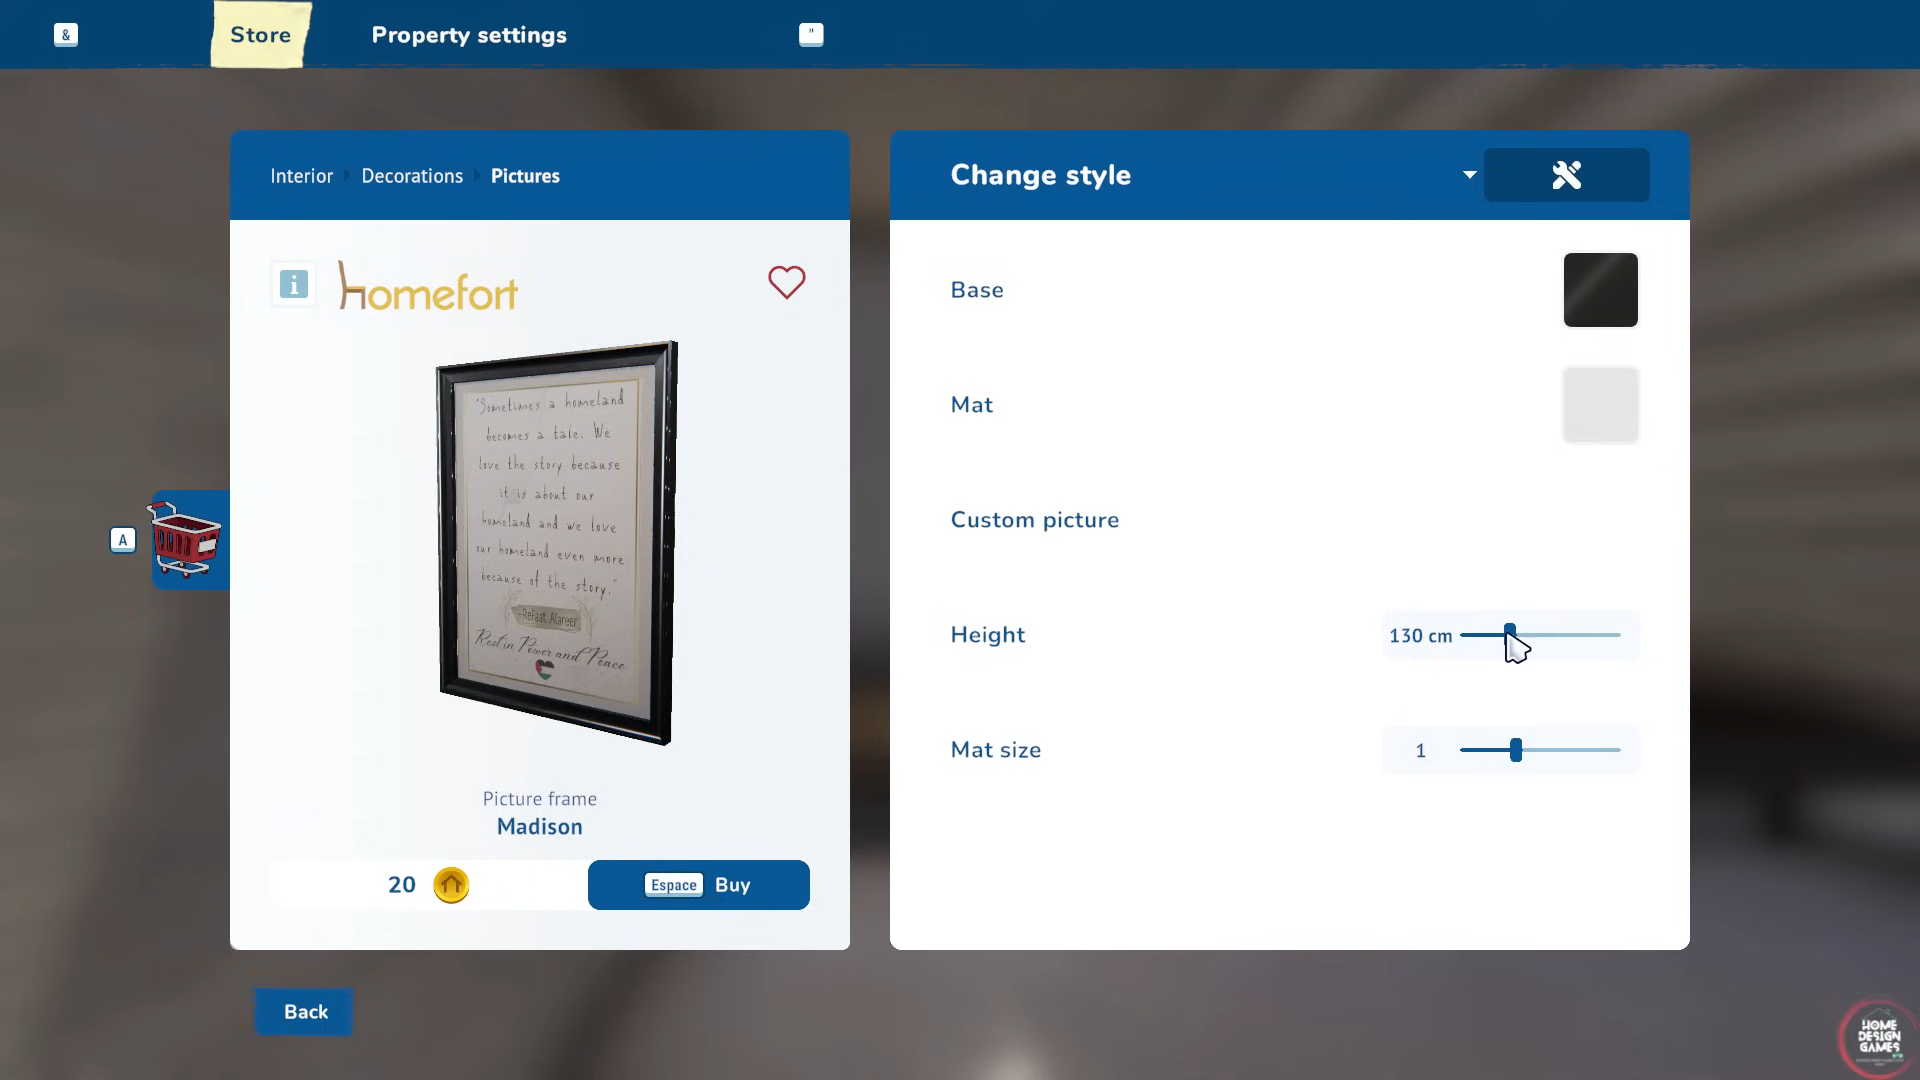 &
Store
Property settings
"
Interior
Decorations
Pictures
i
homefort
"Sometimes a homeland
becomes a tale. We
love the story because
it is about our
homeland and we love
our homeland even more
because of the story."
-Refaat Alareer
Rest in Power and Peace
Picture frame
Madison
20
Espace
Buy
A
Back
Change style
Base
Mat
Custom picture
Height
130 cm
Mat size
1
HOME
DESIGN
GAMES